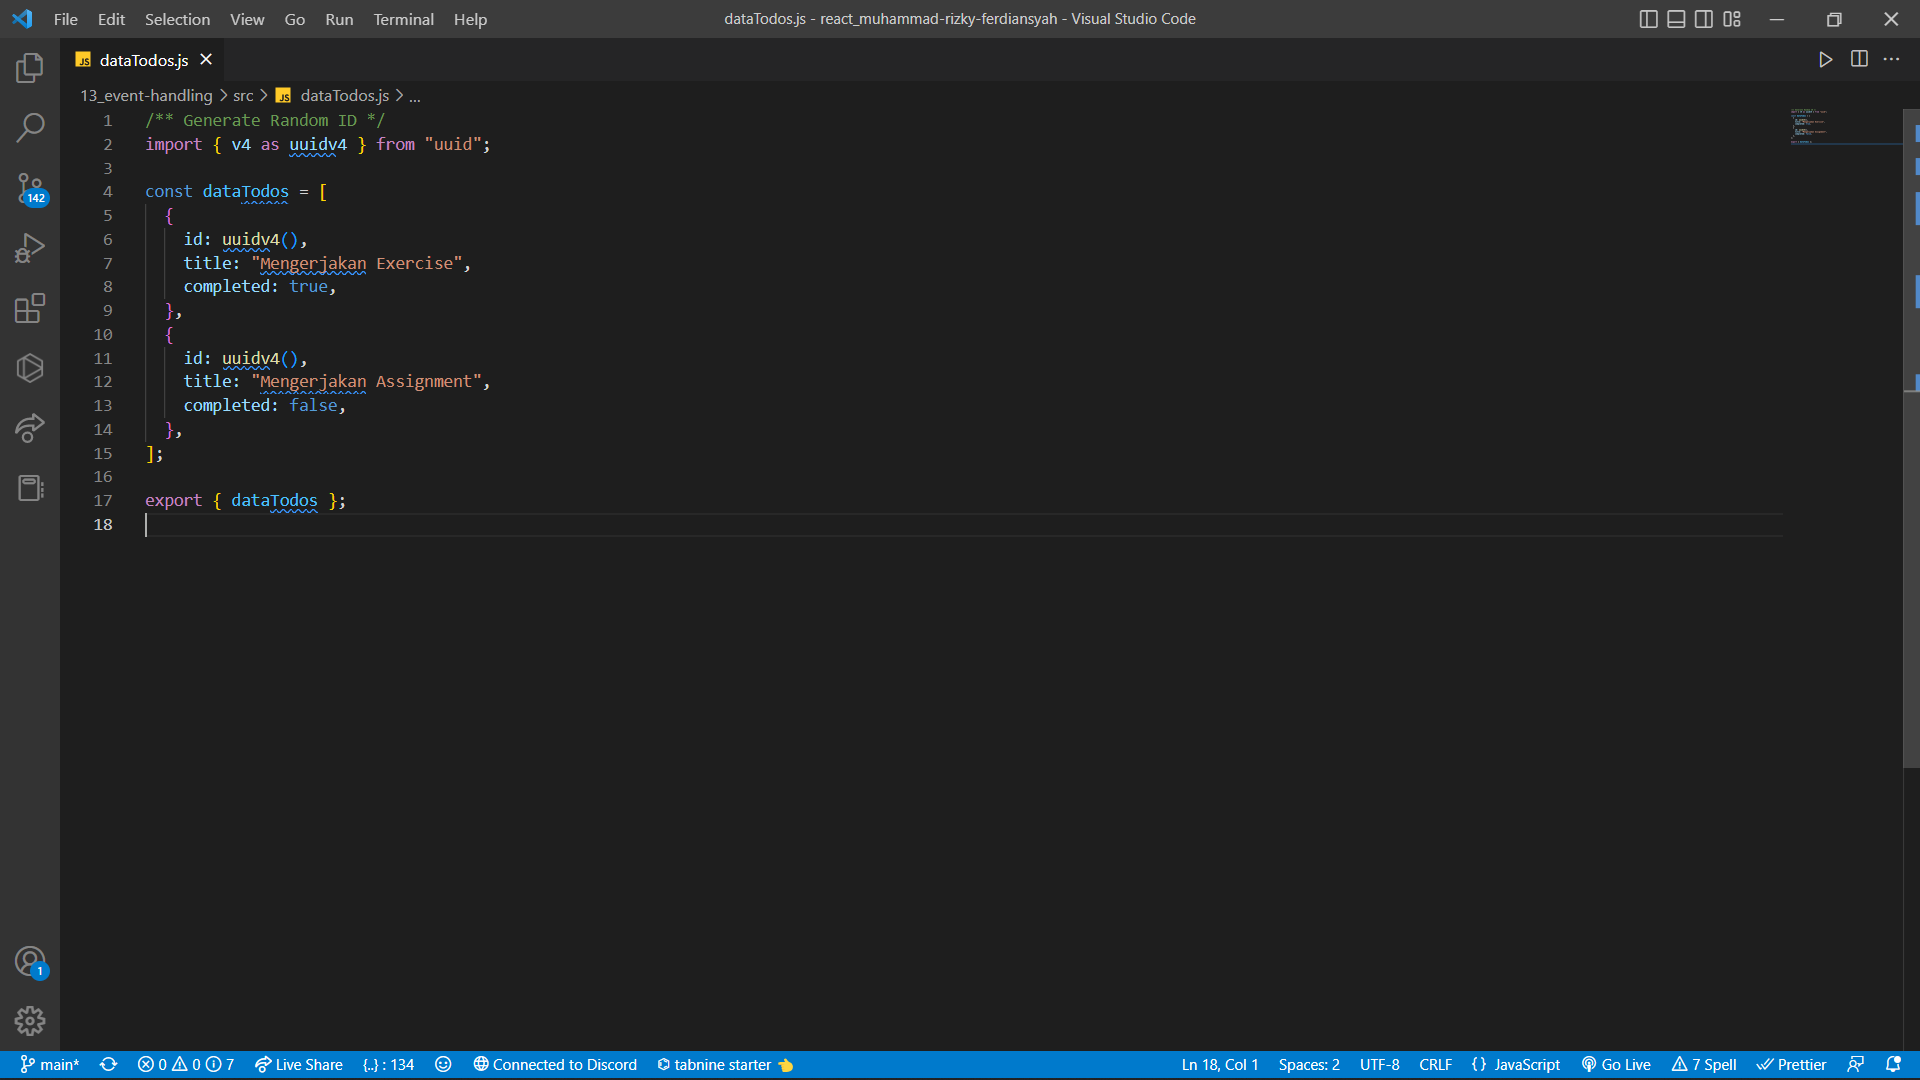 File Edit Selection View Go Run Terminal Help
dataTodos.js - react_muhammad-rizky-ferdiansyah - Visual Studio Code
JS dataTodos.js
13_event-handling > src > JS dataTodos.js > ...
1 /** Generate Random ID */
2 import { v4 as uuidv4 } from "uuid";
3
4 const dataTodos = [
5   {
6     id: uuidv4(),
7     title: "Mengerjakan Exercise",
8     completed: true,
9   },
10   {
11     id: uuidv4(),
12     title: "Mengerjakan Assignment",
13     completed: false,
14   },
15 ];
16
17 export { dataTodos };
18
142
1
main* 0 0 7 Live Share {..} : 134 Connected to Discord tabnine starter 👈 Ln 18, Col 1 Spaces: 2 UTF-8 CRLF {} JavaScript Go Live 7 Spell Prettier